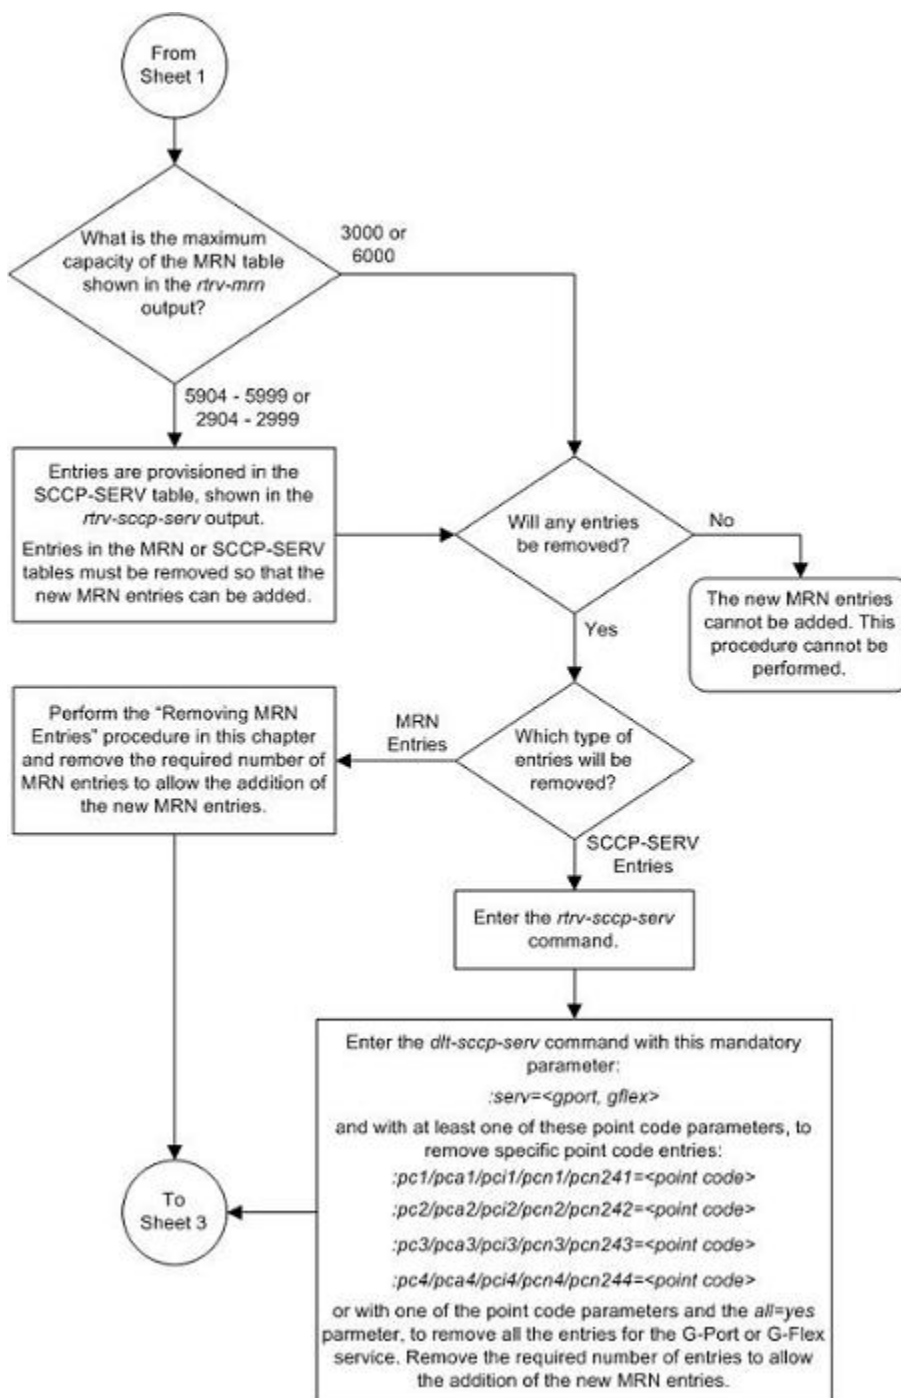 From
Sheet 1
What is the maximum
capacity of the MRN table
shown in the rtrv-mrn
output?
3000 or
6000
5904 - 5999 or
2904 - 2999
Entries are provisioned in the
SCCP-SERV table, shown in the
rtrv-sccp-serv output.
Entries in the MRN or SCCP-SERV
tables must be removed so that the
new MRN entries can be added.
Will any entries
be removed?
No
The new MRN entries
cannot be added. This
procedure cannot be
performed.
Yes
Which type of
entries will be
removed?
MRN
Entries
Perform the “Removing MRN
Entries” procedure in this chapter
and remove the required number of
MRN entries to allow the addition of
the new MRN entries.
SCCP-SERV
Entries
Enter the rtrv-sccp-serv
command.
Enter the dlt-sccp-serv command with this mandatory
parameter:
:serv=<gport, gflex>
and with at least one of these point code parameters, to
remove specific point code entries:
:pc1/pca1/pci1/pcn1/pcn241=<point code>
:pc2/pca2/pci2/pcn2/pcn242=<point code>
:pc3/pca3/pci3/pcn3/pcn243=<point code>
:pc4/pca4/pci4/pcn4/pcn244=<point code>
or with one of the point code parameters and the all=yes
parmeter, to remove all the entries for the G-Port or G-Flex
service. Remove the required number of entries to allow
the addition of the new MRN entries.
To
Sheet 3